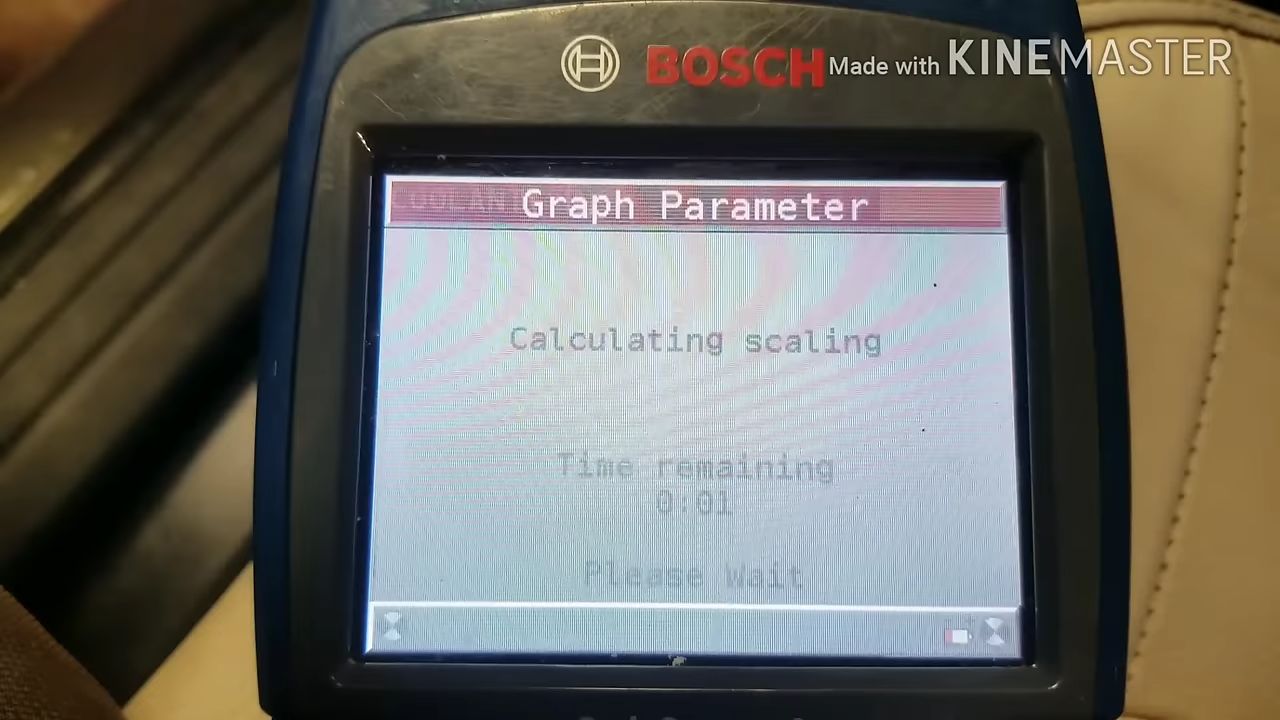 BOSCH
Made with KINEMASTER
Graph Parameter
Calculating scaling
Time remaining
0:01
Please Wait